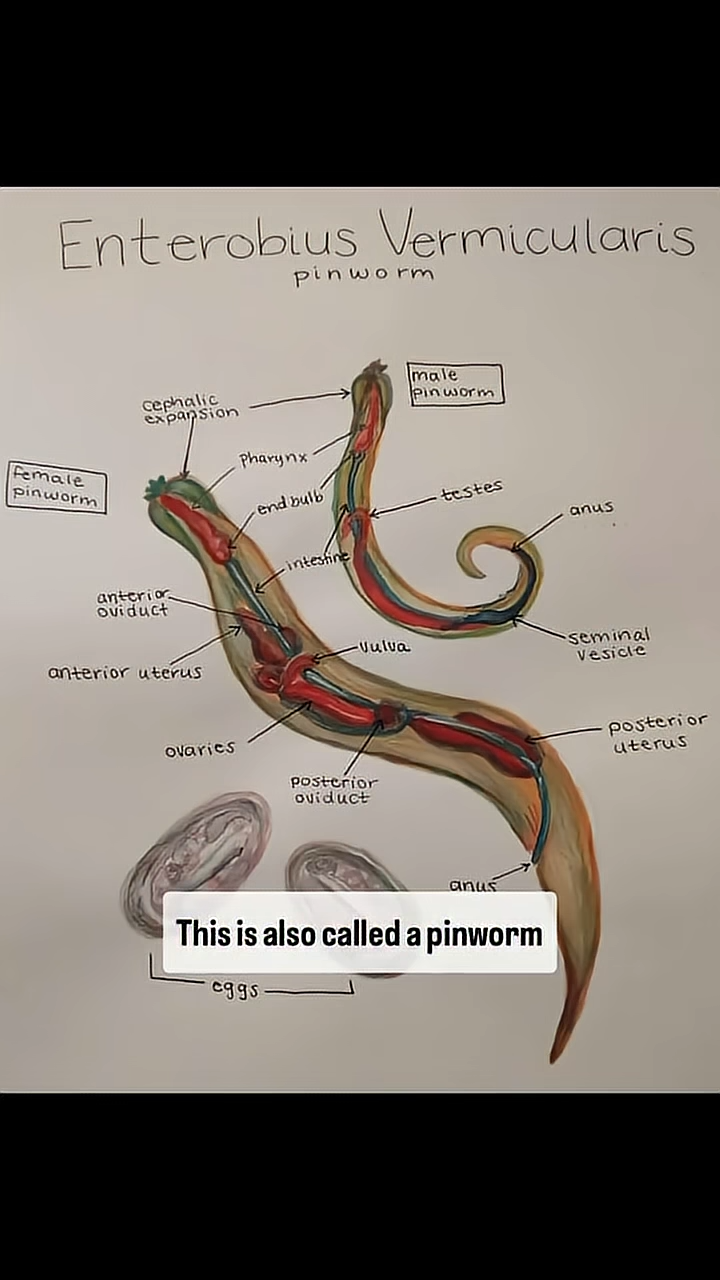 Enterobius Vermicularis
pinworm
male
pinworm
cephalic
expansion
female
pinworm
pharynx
end bulb
testes
anus
intestine
anterior
oviduct
seminal
vesicle
vulva
anterior uterus
posterior
uterus
ovaries
posterior
oviduct
anus
This is also called a pinworm
eggs